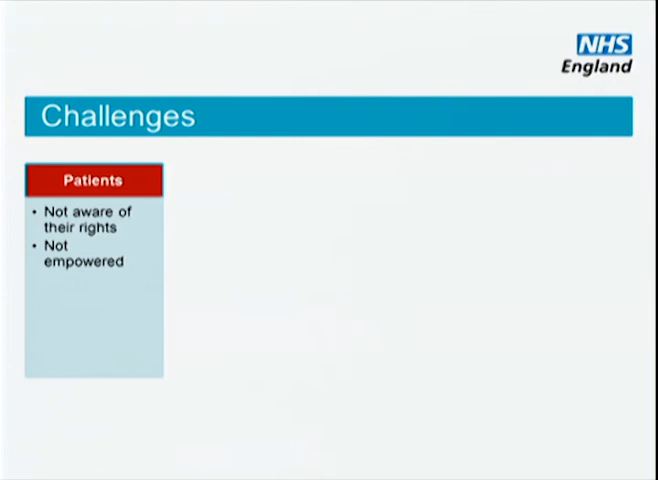 NHS
England
Challenges
Patients
• Not aware of
their rights
• Not
empowered